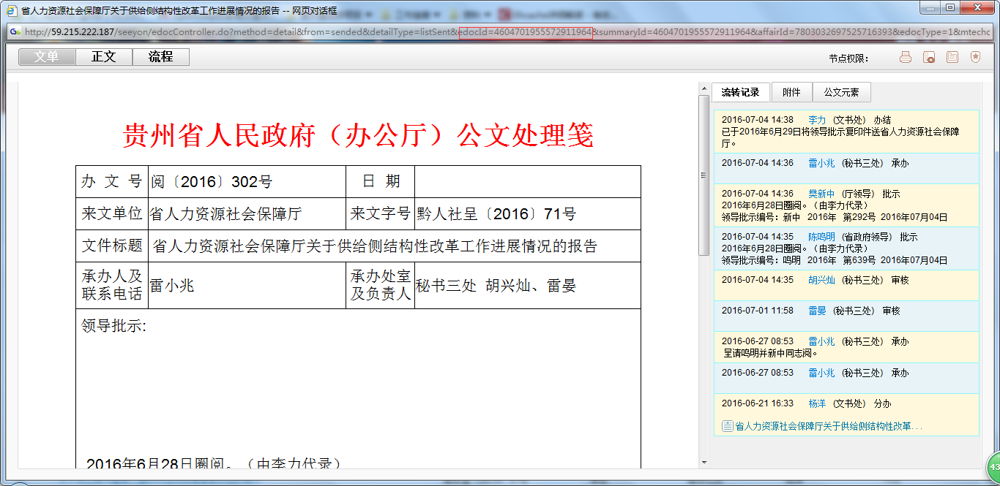 省人力资源社会保障厅关于供给侧结构性改革工作进展情况的报告 -- 网页对话框
http://59.215.222.187/seeyon/edocController.do?method=detail&from=sended&detailType=listSent&edocId=4604701955572911964&summaryId=4604701955572911964&affairId=7803032697525716393&edocType=1&mtechc
文单 正文 流程
节点权限：
贵州省人民政府（办公厅）公文处理笺
办 文 号 阅〔2016〕302号 日 期
来文单位 省人力资源社会保障厅 来文字号 黔人社呈〔2016〕71号
文件标题 省人力资源社会保障厅关于供给侧结构性改革工作进展情况的报告
承办人及
联系电话
雷小兆
承办处室
及负责人
秘书三处 胡兴灿、雷晏
领导批示:
2016年6月28日圈阅。（由李力代录）
流转记录 附件 公文元素
2016-07-04 14:38 李力 (文书处) 办结
已于2016年6月29日将领导批示复印件送省人力资源社会保障
厅。
2016-07-04 14:36 雷小兆 (秘书三处) 承办
2016-07-04 14:36 樊新中 (厅领导) 批示
2016年6月28日圈阅。（由李力代录）
领导批示编号: 新中 2016年 第292号 2016年07月04日
2016-07-04 14:35 陈鸣明 (省政府领导) 批示
2016年6月28日圈阅。（由李力代录）
领导批示编号: 鸣明 2016年 第639号 2016年07月04日
2016-07-04 14:35 胡兴灿 (秘书三处) 审核
2016-07-01 11:58 雷晏 (秘书三处) 审核
2016-06-27 08:53 雷小兆 (秘书三处) 承办
呈请鸣明并新中同志阅。
2016-06-27 08:53 雷小兆 (秘书三处) 承办
2016-06-21 16:33 杨洋 (文书处) 分办
省人力资源社会保障厅关于供给侧结构性改革...
43